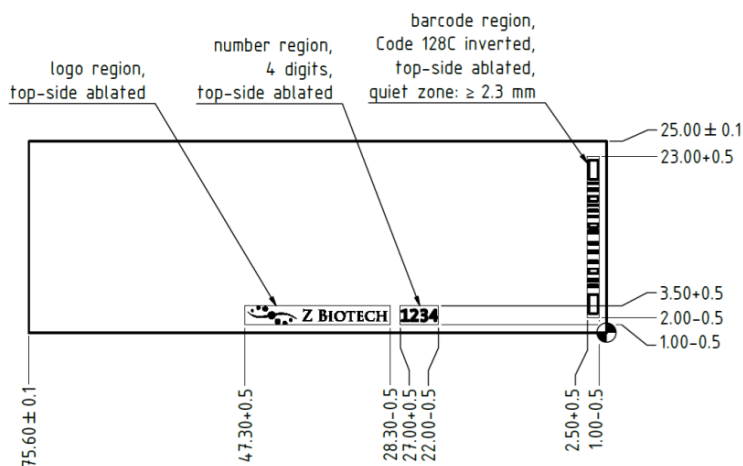 barcode region,
Code 128C inverted,
top-side ablated,
quiet zone: ≥ 2.3 mm
number region,
4 digits,
top-side ablated
logo region,
top-side ablated
25.00 ± 0.1
23.00+0.5
3.50+0.5
2.00-0.5
1.00-0.5
Z BIOTECH
1234
75.60 ± 0.1
47.30+0.5
28.30-0.5
27.00+0.5
22.00-0.5
2.50+0.5
1.00-0.5